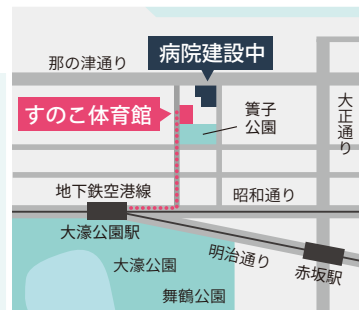 病院建設中
那の津通り
すのこ体育館
簀子
公園
大正通り
地下鉄空港線
昭和通り
大濠公園駅
明治通り
大濠公園
赤坂駅
舞鶴公園